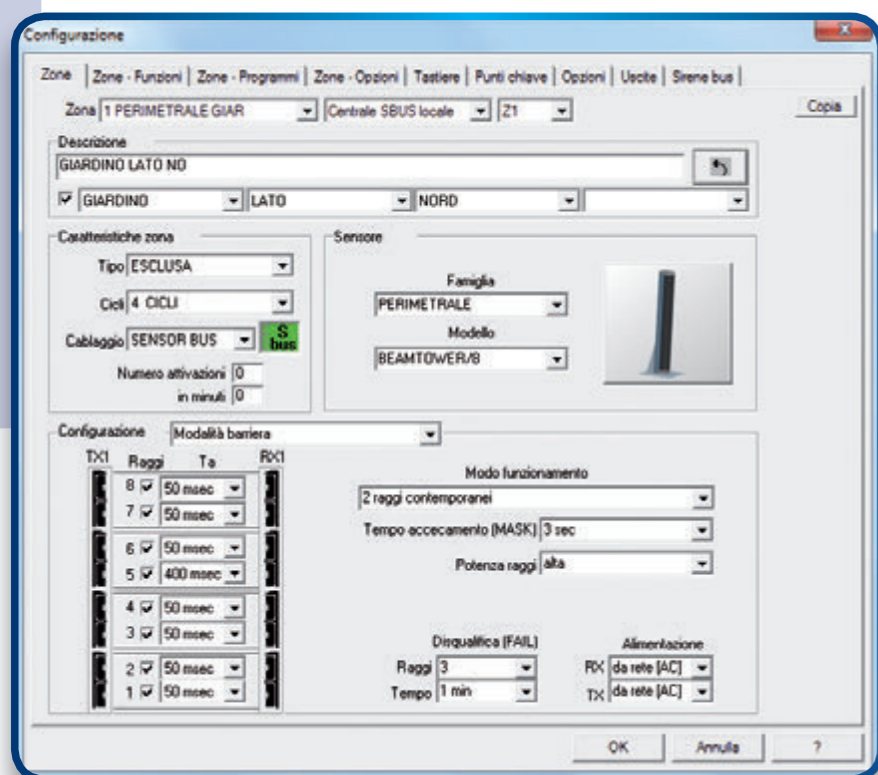 Configurazione
Zone Zone - Funzioni Zone - Programmi Zone - Opzioni Tastiere Punti chiave Opzioni Uscite Sirene bus
Zona 1 PERIMETRALE GIAR Centrale SBUS locale Z1 Copia
Descrizione
GIARDINO LATO NO
GIARDINO LATO NORD
Caratteristiche zona
Tipo ESCLUSA
Cicli 4 CICLI
Cablaggio SENSOR BUS S bus
Numero attivazioni 0
in minuti 0
Sensore
Famiglia
PERIMETRALE
Modello
BEAMTOWER/8
Configurazione Modalità barriera
TX1 Raggi Ta RX1
8 50 msec
7 50 msec
6 50 msec
5 400 msec
4 50 msec
3 50 msec
2 50 msec
1 50 msec
Modo funzionamento
2 raggi contemporanei
Tempo accecamento (MASK) 3 sec
Potenza raggi alta
Disqualifica (FAIL)
Raggi 3
Tempo 1 min
Alimentazione
RX da rete (AC)
TX da rete (AC)
OK Annulla ?